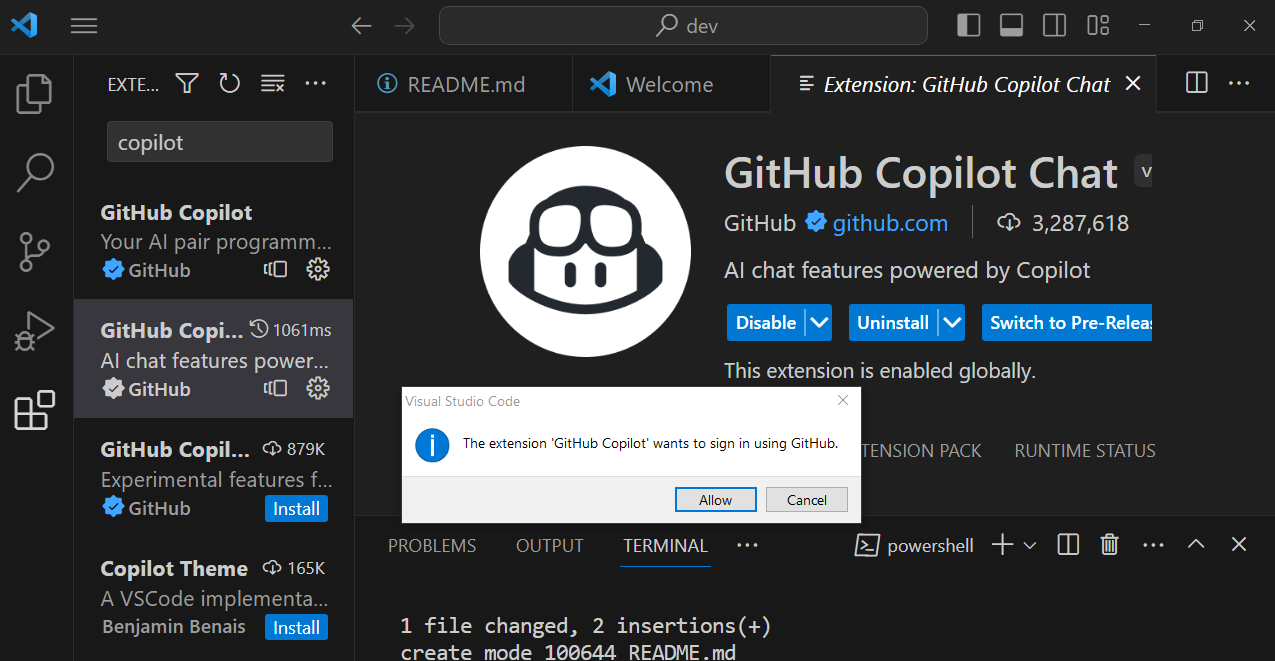 dev
EXTE...
copilot
GitHub Copilot
Your AI pair programm...
GitHub
GitHub Copi... 1061ms
AI chat features power...
GitHub
GitHub Copil... 879K
Experimental features f...
GitHub Install
Copilot Theme 165K
A VSCode implementa...
Benjamin Benais Install
README.md Welcome Extension: GitHub Copilot Chat
GitHub Copilot Chat v
GitHub github.com 3,287,618
AI chat features powered by Copilot
Disable Uninstall Switch to Pre-Releas
This extension is enabled globally.
TENSION PACK RUNTIME STATUS
Visual Studio Code
The extension 'GitHub Copilot' wants to sign in using GitHub.
Allow Cancel
PROBLEMS OUTPUT TERMINAL powershell
1 file changed, 2 insertions(+)
create mode 100644 README.md